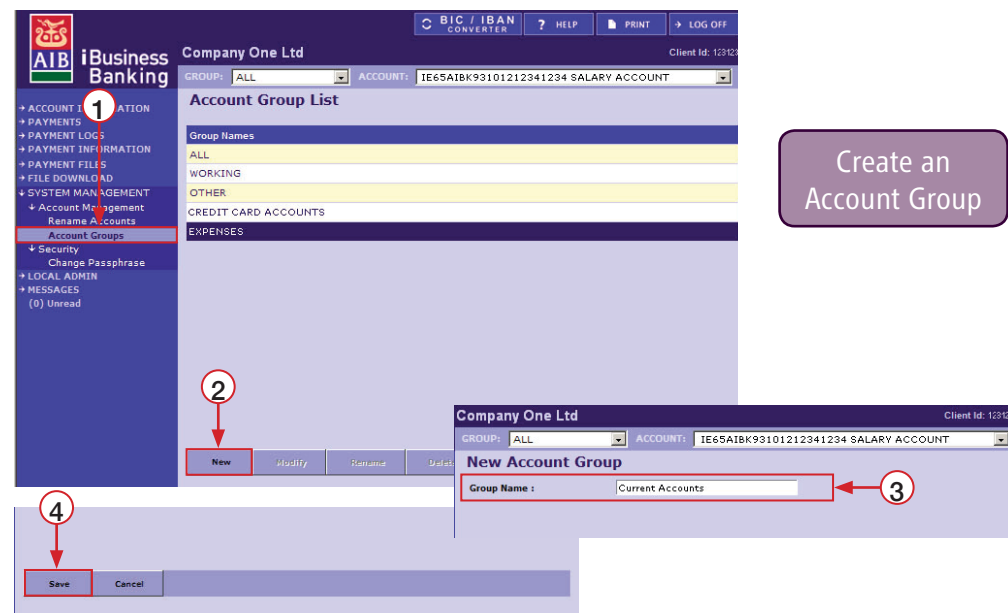 BIC / IBAN CONVERTER ? HELP PRINT → LOG OFF
AIB iBusiness Banking
Company One Ltd Client Id: 12312
GROUP: ALL ACCOUNT: IE65AIBK93101212341234 SALARY ACCOUNT
Account Group List
→ ACCOUNT I ATION
→ PAYMENTS
→ PAYMENT LOGS
→ PAYMENT INFORMATION
→ PAYMENT FILES
→ FILE DOWNLOAD
↓ SYSTEM MANAGEMENT
↓ Account Management
Rename Accounts
Account Groups
↓ Security
Change Passphrase
→ LOCAL ADMIN
→ MESSAGES
(0) Unread
1
Group Names
ALL
WORKING
OTHER
CREDIT CARD ACCOUNTS
EXPENSES
Create an
Account Group
2
New Modify Rename Delet
Company One Ltd Client Id: 12312
GROUP: ALL ACCOUNT: IE65AIBK93101212341234 SALARY ACCOUNT
New Account Group
Group Name : Current Accounts
3
4
Save Cancel